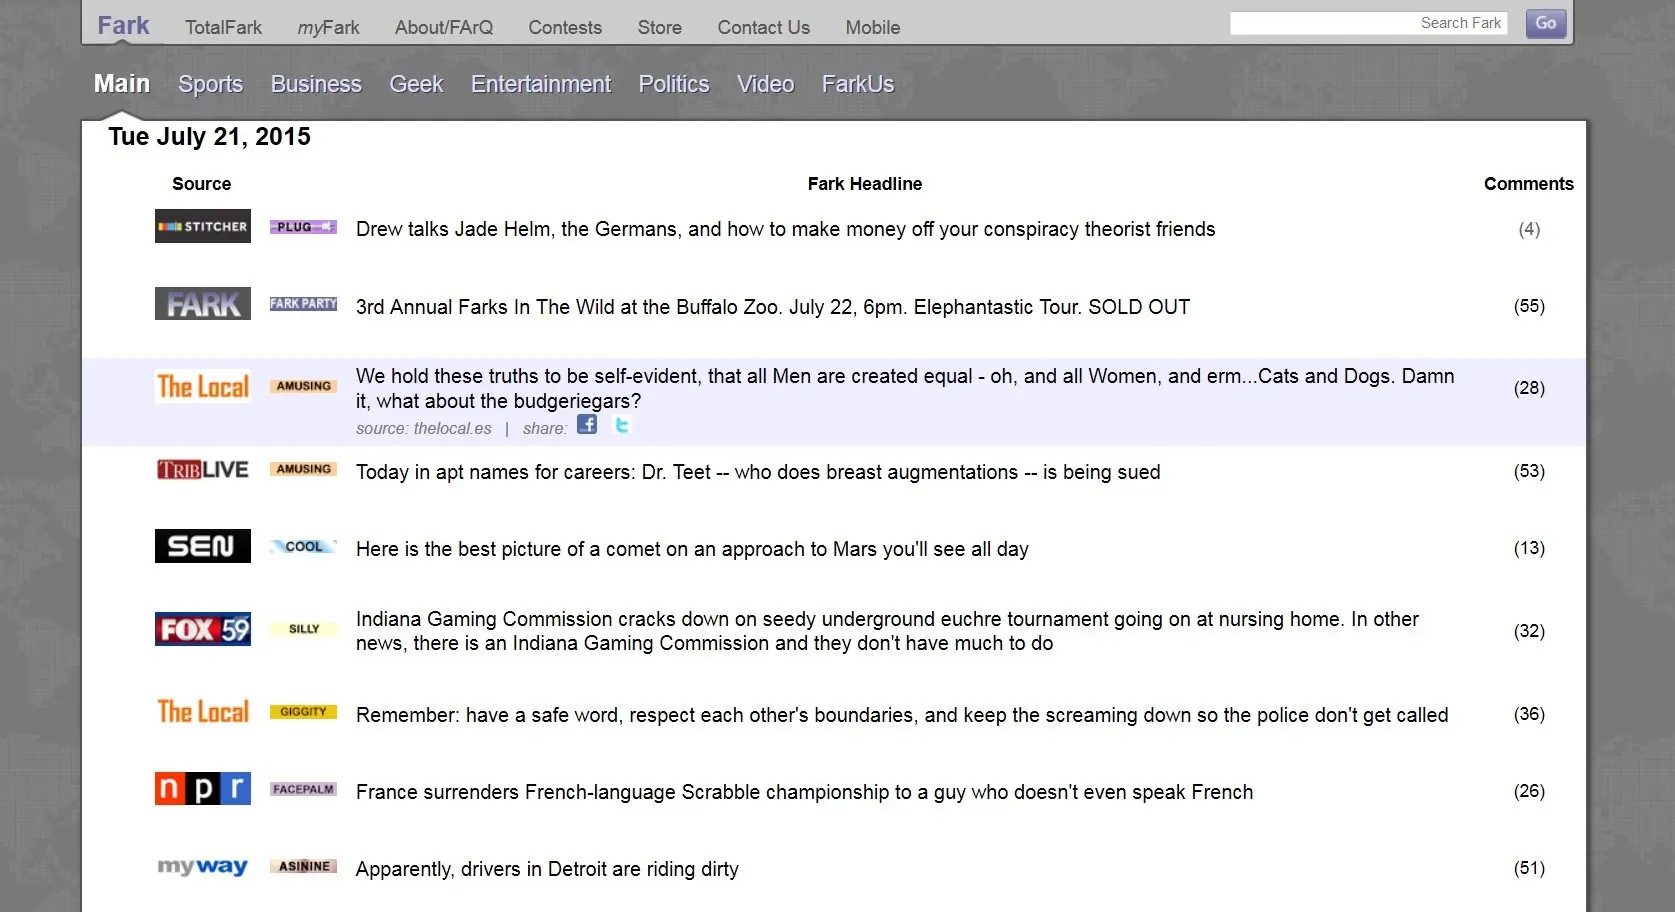 Fark TotalFark myFark About/FArQ Contests Store Contact Us Mobile Search Fark Go
Main Sports Business Geek Entertainment Politics Video FarkUs
Tue July 21, 2015
Source Fark Headline Comments
STITCHER PLUG Drew talks Jade Helm, the Germans, and how to make money off your conspiracy theorist friends (4)
FARK FARK PARTY 3rd Annual Farks In The Wild at the Buffalo Zoo. July 22, 6pm. Elephantastic Tour. SOLD OUT (55)
The Local AMUSING We hold these truths to be self-evident, that all Men are created equal - oh, and all Women, and erm...Cats and Dogs. Damn
it, what about the budgeriegars? (28)
source: thelocal.es | share: f t
TRIBLIVE AMUSING Today in apt names for careers: Dr. Teet -- who does breast augmentations -- is being sued (53)
SEN COOL Here is the best picture of a comet on an approach to Mars you'll see all day (13)
FOX 59 SILLY Indiana Gaming Commission cracks down on seedy underground euchre tournament going on at nursing home. In other
news, there is an Indiana Gaming Commission and they don't have much to do (32)
The Local GIGGITY Remember: have a safe word, respect each other's boundaries, and keep the screaming down so the police don't get called (36)
npr FACEPALM France surrenders French-language Scrabble championship to a guy who doesn't even speak French (26)
myway ASININE Apparently, drivers in Detroit are riding dirty (51)